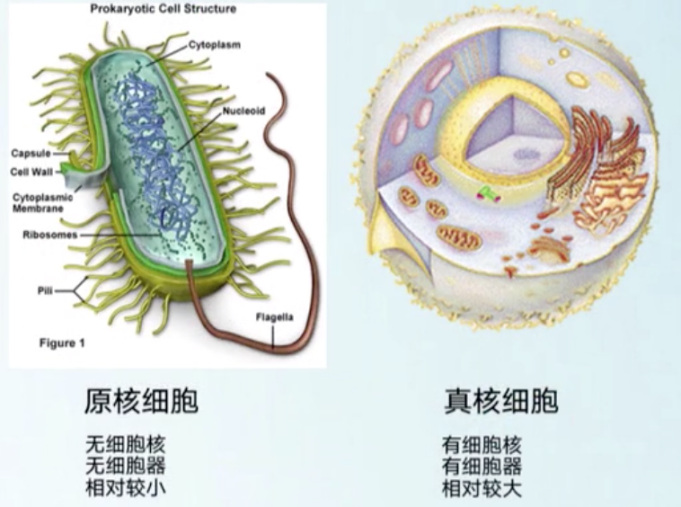 Prokaryotic Cell Structure
Cytoplasm
Nucleoid
Capsule
Cell Wall
Cytoplasmic
Membrane
Ribosomes
Pili
Flagella
Figure 1
原核细胞
无细胞核
无细胞器
相对较小
真核细胞
有细胞核
有细胞器
相对较大